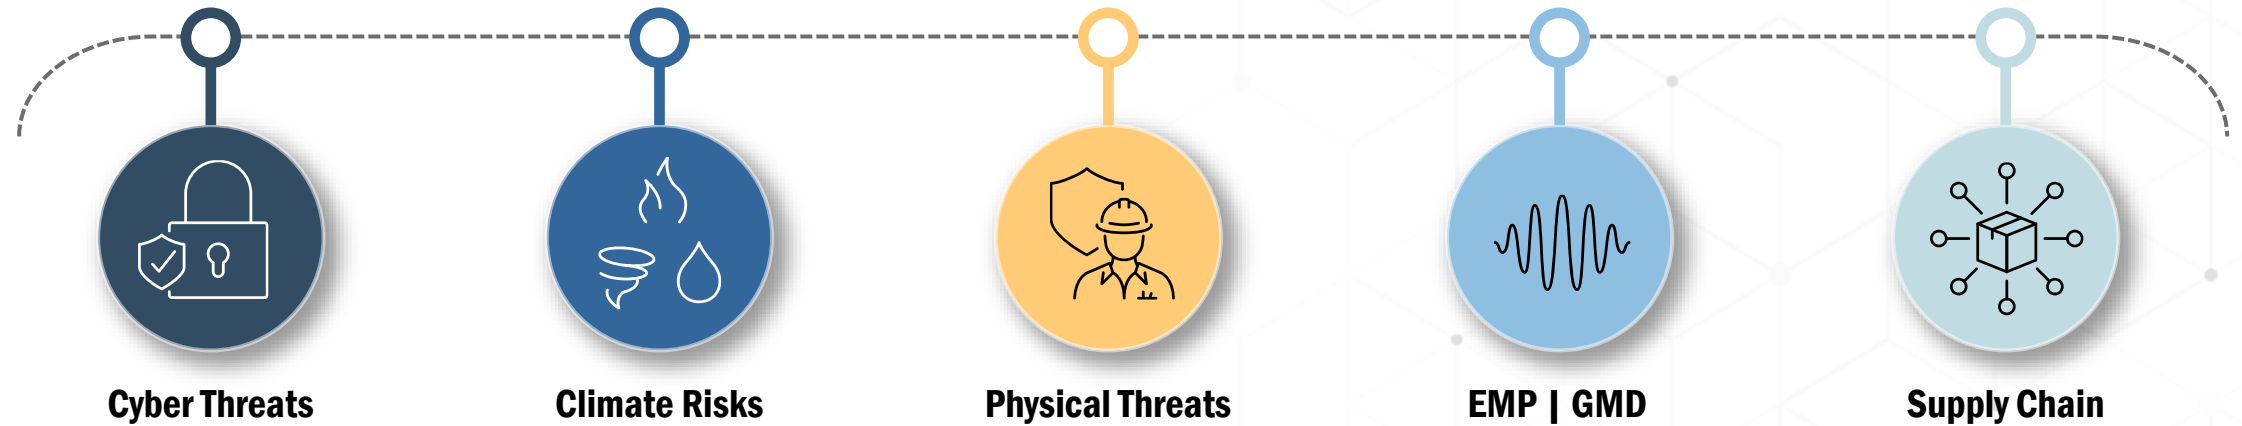 Cyber Threats
Climate Risks
Physical Threats
EMP | GMD
Supply Chain